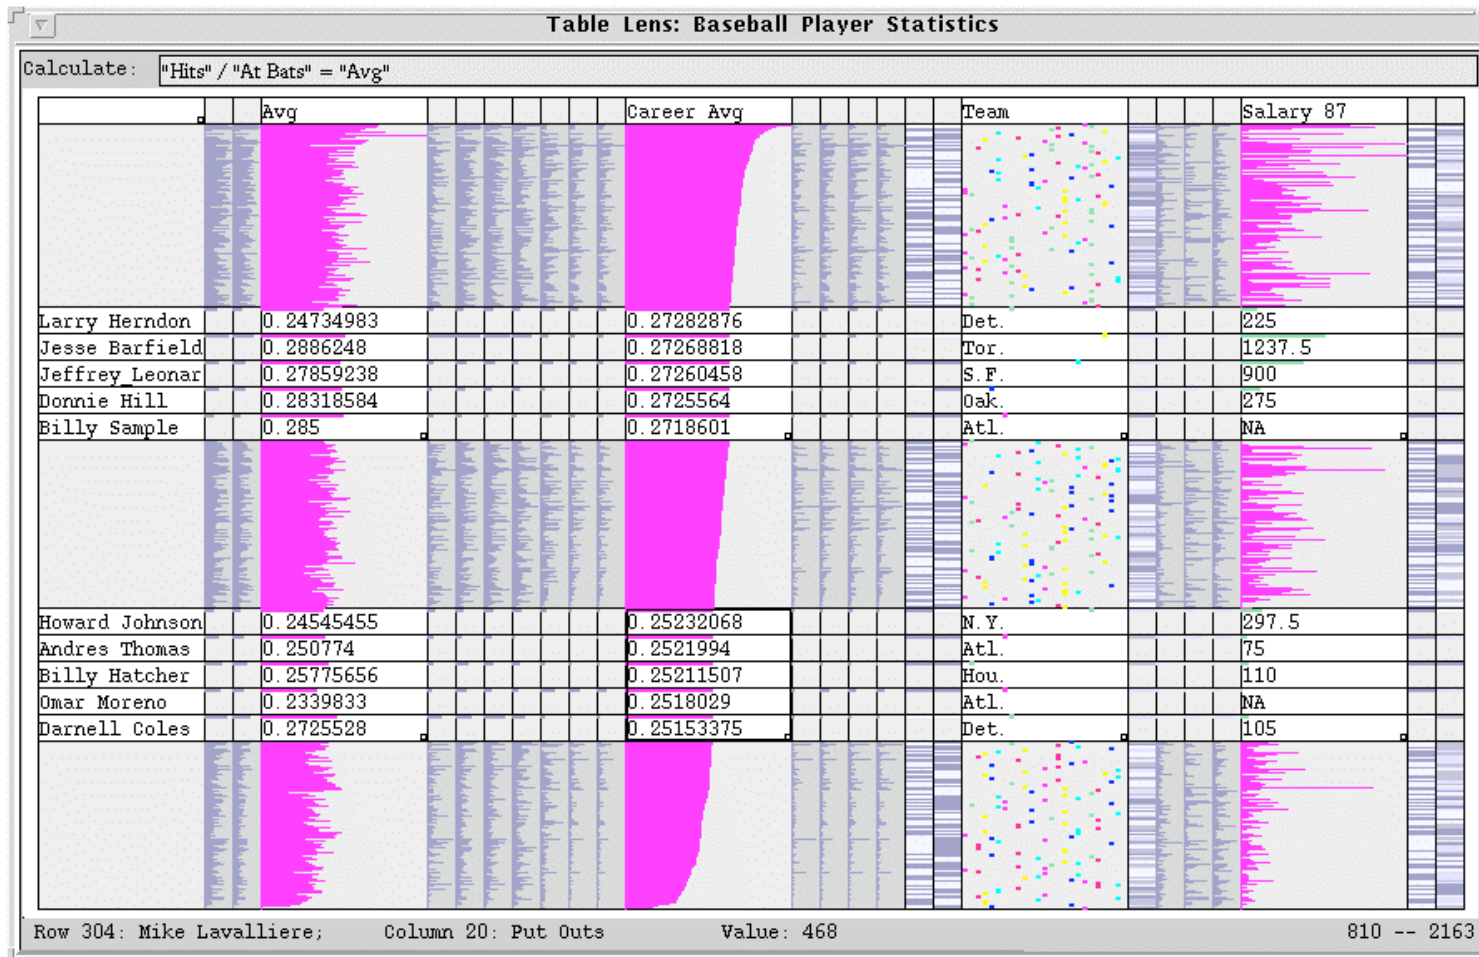 Table Lens: Baseball Player Statistics
Calculate: "Hits" / "At Bats" = "Avg"
Avg Career Avg Team Salary 87
Larry Herndon 0.24734983 0.27282876 Det. 225
Jesse Barfield 0.2886248 0.27268818 Tor. 1237.5
Jeffrey_Leonar 0.27859238 0.27260458 S.F. 900
Donnie Hill 0.28318584 0.2725564 Oak. 275
Billy Sample 0.285 0.2718601 Atl. NA
Howard Johnson 0.24545455 0.25232068 N.Y. 297.5
Andres Thomas 0.250774 0.2521994 Atl. 75
Billy Hatcher 0.25775656 0.25211507 Hou. 110
Omar Moreno 0.2339833 0.2518029 Atl. NA
Darnell Coles 0.2725528 0.25153375 Det. 105
Row 304: Mike Lavalliere; Column 20: Put Outs Value: 468 810 -- 2163